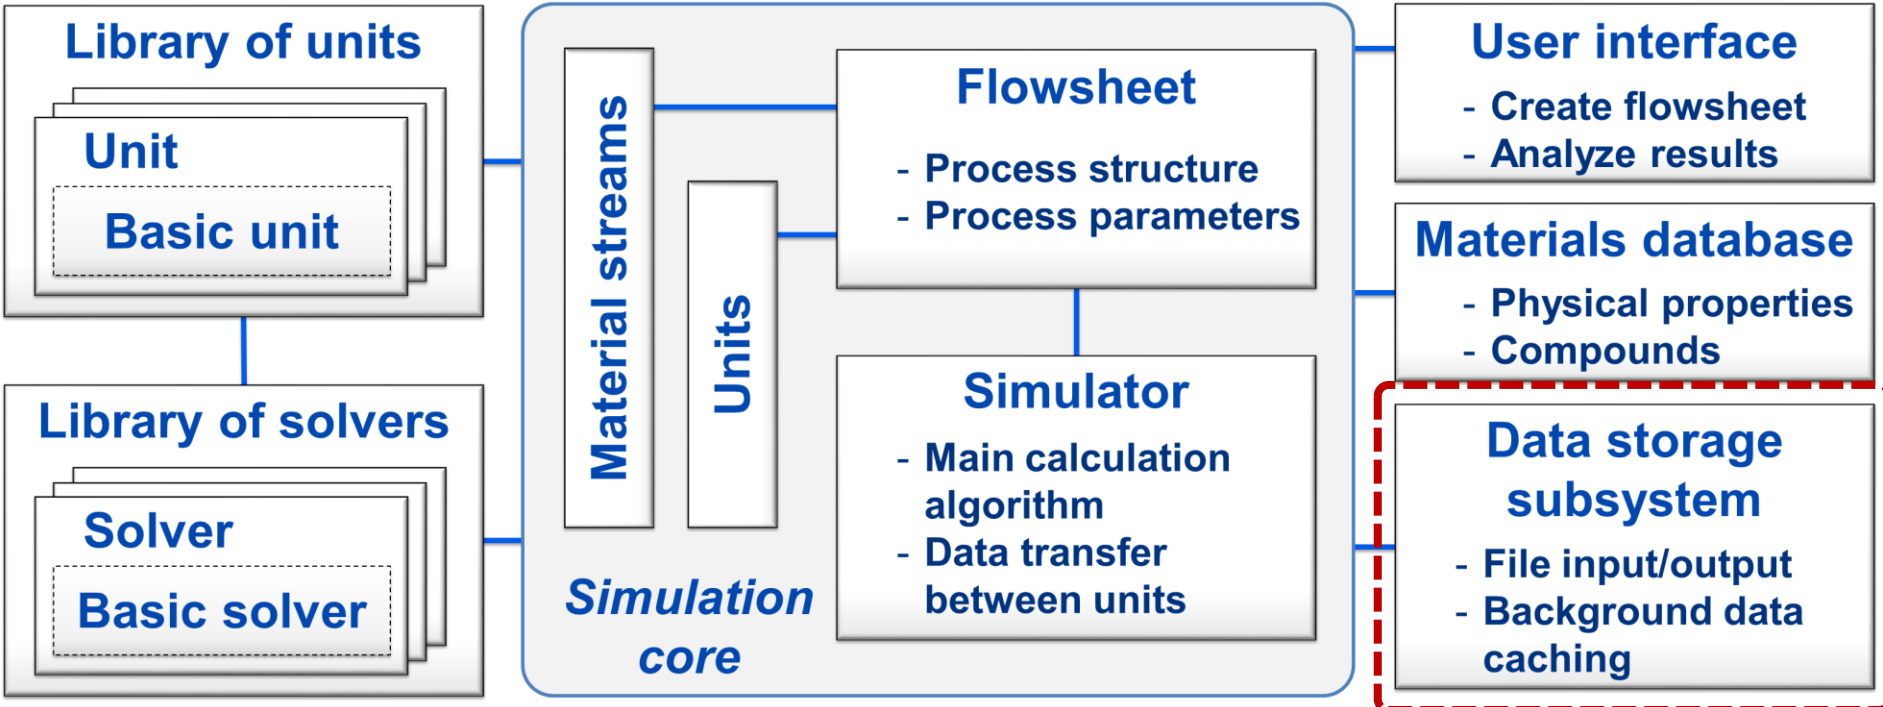 Library of units
Unit
Basic unit
Library of solvers
Solver
Basic solver
Material streams
Units
Simulation
core
Flowsheet
- Process structure
- Process parameters
Simulator
- Main calculation
algorithm
- Data transfer
between units
User interface
- Create flowsheet
- Analyze results
Materials database
- Physical properties
- Compounds
Data storage
subsystem
- File input/output
- Background data
caching